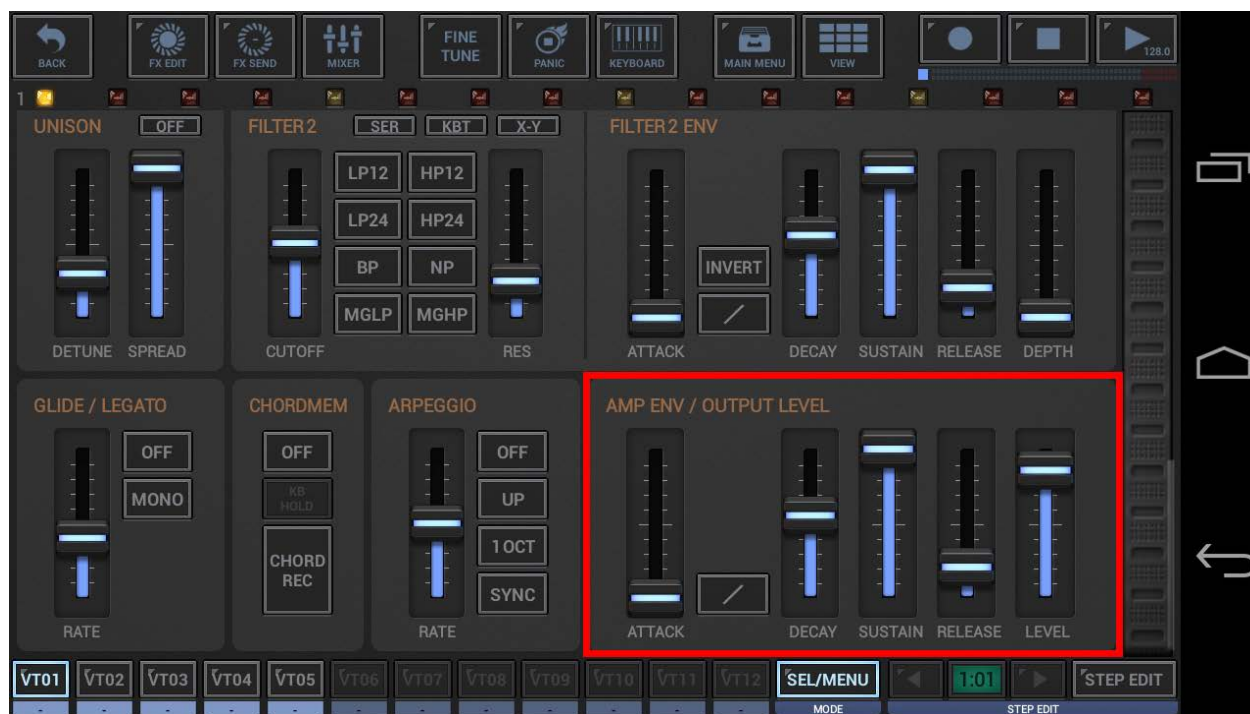 BACK
FX EDIT
FX SEND
MIXER
FINE
TUNE
PANIC
KEYBOARD
MAIN MENU
VIEW
128.0
1
UNISON
OFF
DETUNE
SPREAD
FILTER 2
SER
KBT
X-Y
LP12
HP12
LP24
HP24
BP
NP
MGLP
MGHP
CUTOFF
RES
FILTER 2 ENV
INVERT
ATTACK
DECAY
SUSTAIN
RELEASE
DEPTH
GLIDE / LEGATO
OFF
MONO
RATE
CHORDMEM
OFF
KB
HOLD
CHORD
REC
ARPEGGIO
OFF
UP
1 OCT
SYNC
RATE
AMP ENV / OUTPUT LEVEL
ATTACK
DECAY
SUSTAIN
RELEASE
LEVEL
VT01
VT02
VT03
VT04
VT05
VT06
VT07
VT08
VT09
VT10
VT11
VT12
SEL/MENU
1:01
STEP EDIT
- - - - - - - - - - - -
MODE
STEP EDIT